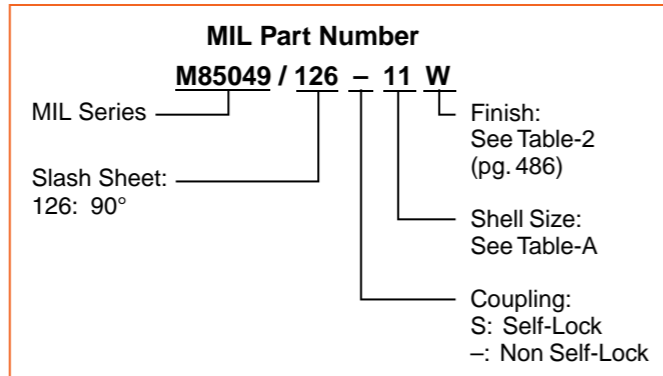 MIL Part Number
M85049 / 126 – 11 W
MIL Series
Finish:
See Table-2
(pg. 486)
Slash Sheet:
126: 90°
Shell Size:
See Table-A
Coupling:
S: Self-Lock
–: Non Self-Lock